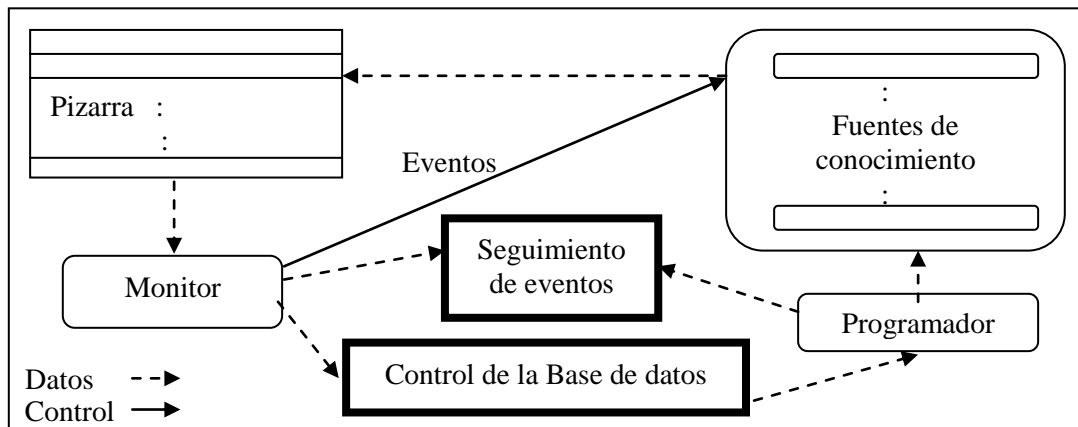 Pizarra :
:
Eventos
:
Fuentes de
conocimiento
:
Seguimiento
de eventos
Monitor
Programador
Control de la Base de datos
Datos
Control